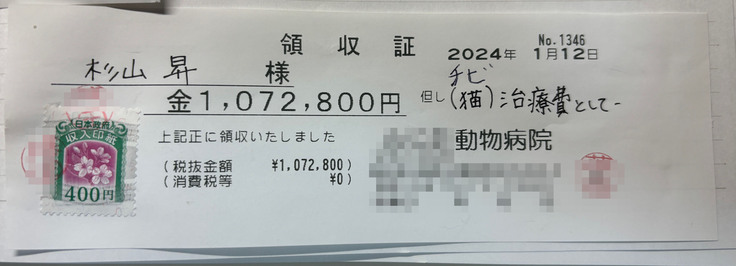 領収証
No.1346
2024年 1月12日
杉山 昇 様
チビ
金1,072,800円 但し(猫)治療費として-
上記正に領収いたしました
動物病院
(税抜金額 ¥1,072,800)
(消費税等 ¥0)
日本政府
収入印紙
400円